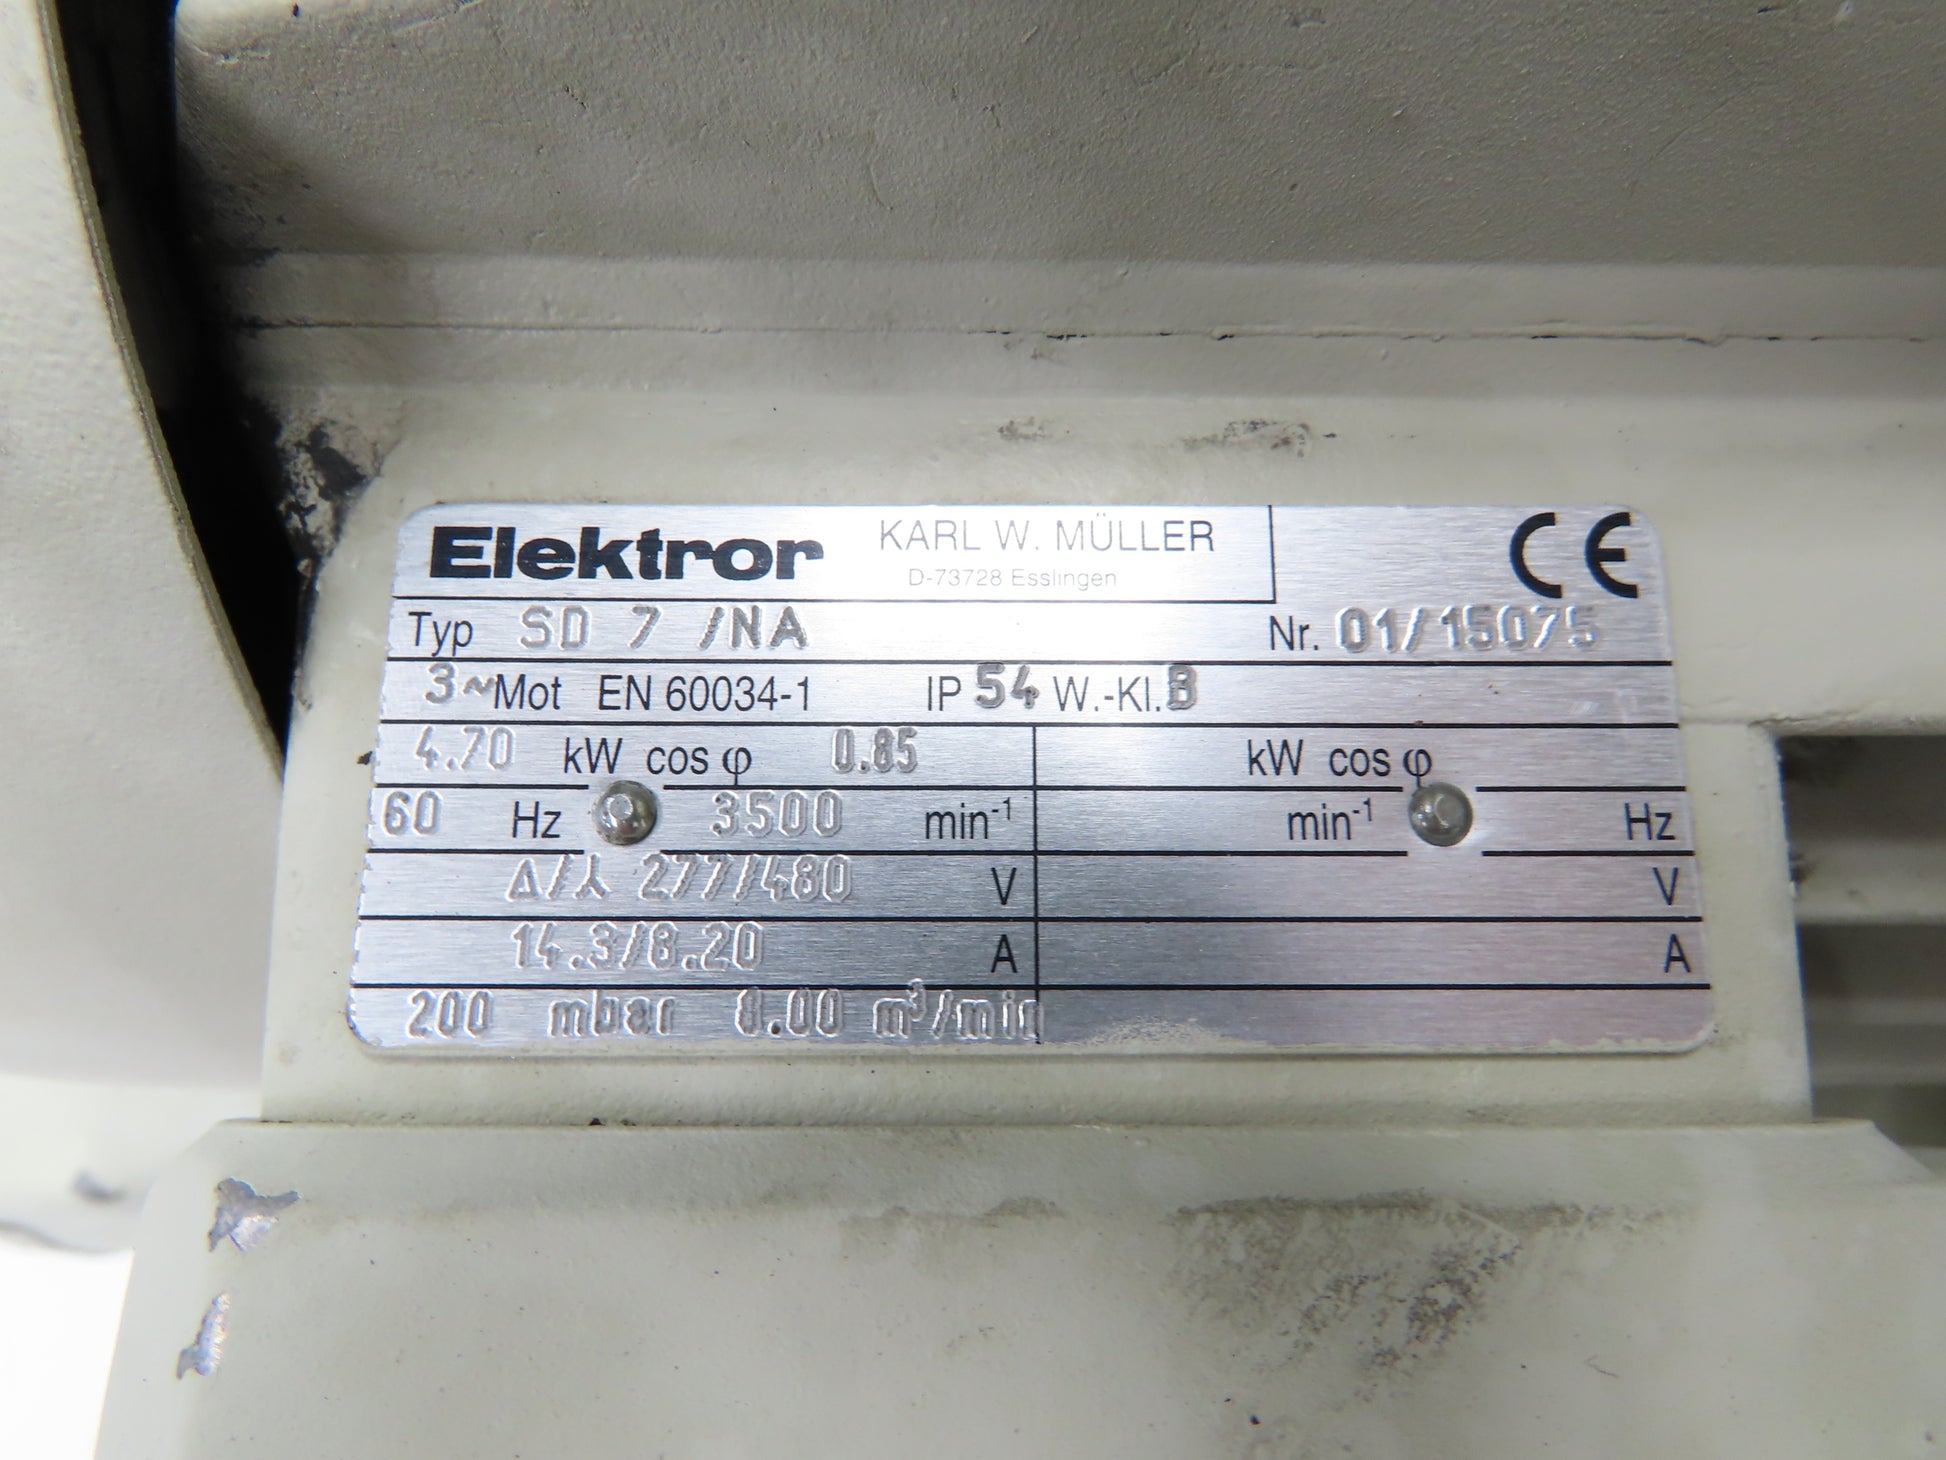 Elektror KARL W. MÜLLER CE
D-73728 Esslingen
Typ SD 7 /NA Nr. 01/15075
3~Mot EN 60034-1 IP 54 W.-Kl. B
4.70 kW cos φ 0.85 kW cos φ
60 Hz 3500 min-1 min-1 Hz
Δ/⅄ 277/480 V V
14.3/8.20 A A
200 mbar 8.00 m³/min